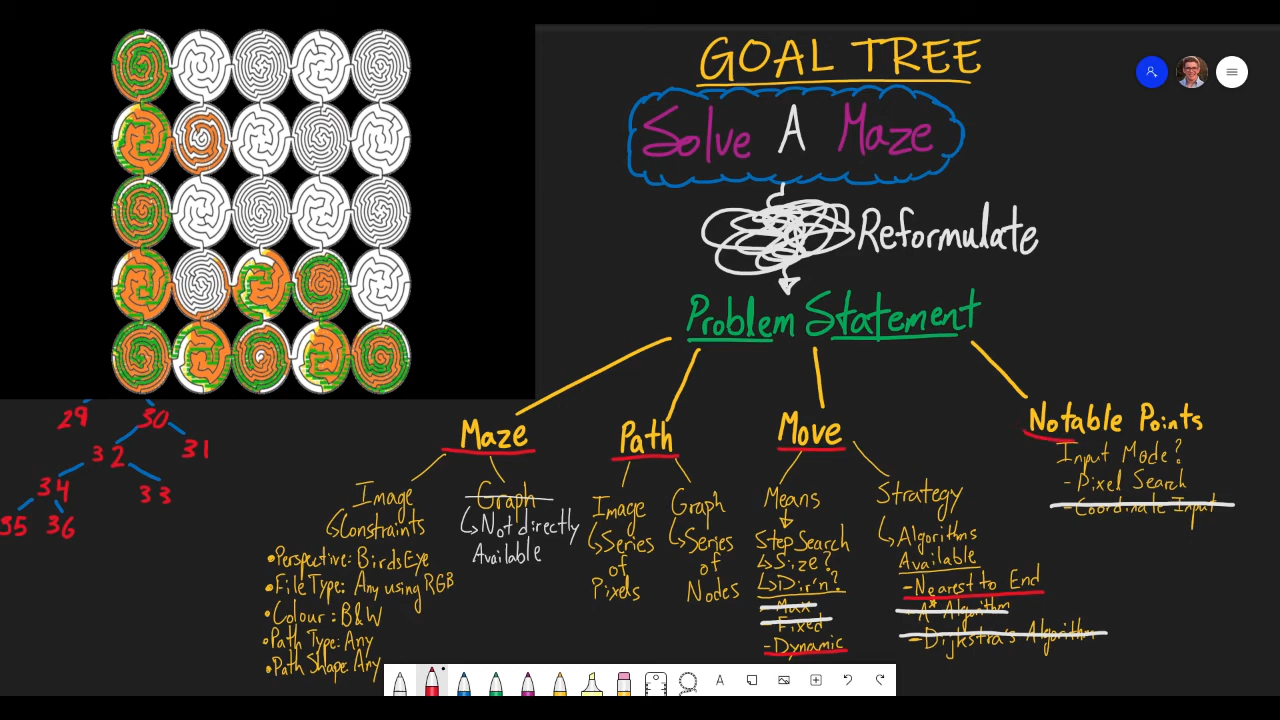 GOAL TREE
Solve A Maze
Reformulate
Problem Statement
29
30
32
31
34
33
35
36
Maze
Image
↳Constraints
•Perspective: BirdsEye
•File Type: Any using RGB
•Colour: B&W
•Path Type: Any
•Path Shape: Any
Graph
↳Not directly
Available
Path
Image
↳Series
of
Pixels
Graph
↳Series
of
Nodes
Move
Means
Step Search
↳Size?
↳Dir'n?
-Max
-Fixed
-Dynamic
Strategy
↳Algorithms
Available
-Nearest to End
-A* Algorithm
-Dijkstra's Algorithm
Notable Points
Input Mode?
-Pixel Search
-Coordinate Input
A